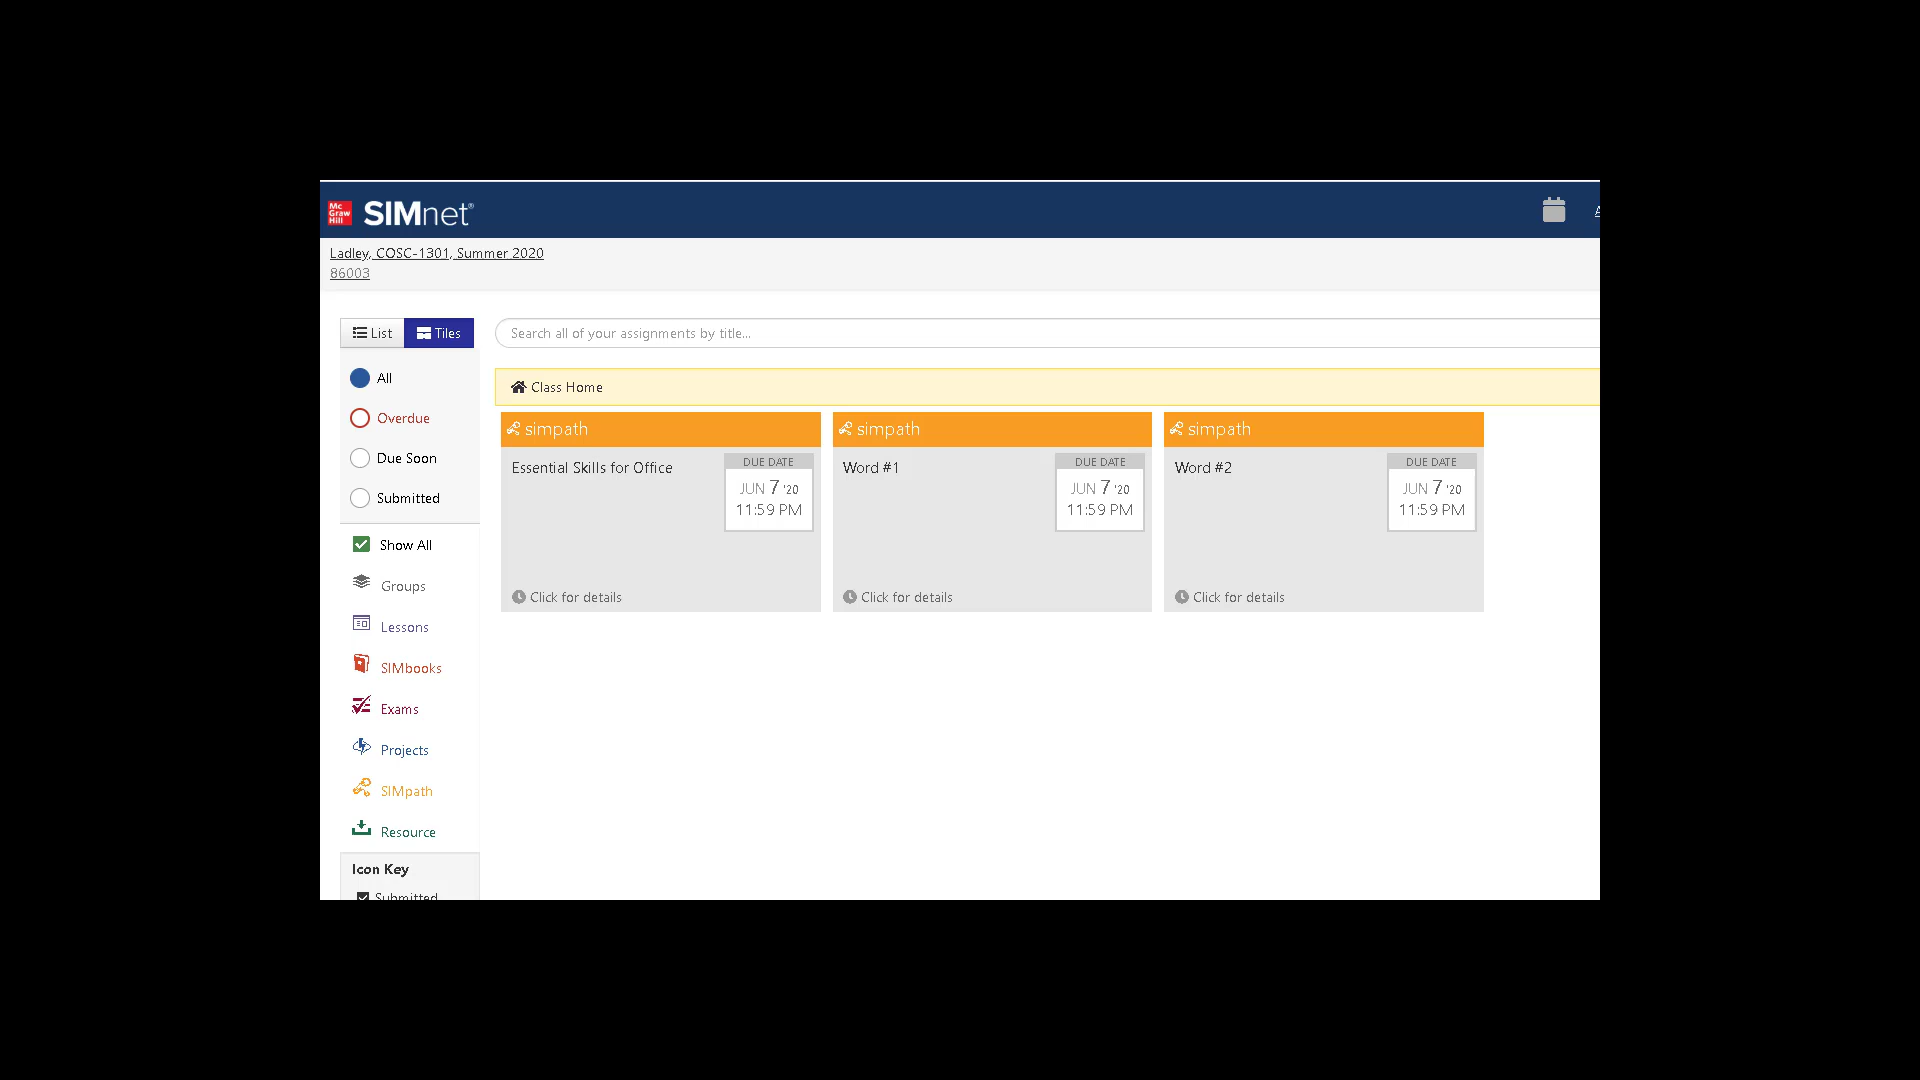 Mc Graw Hill
SIMnet®
Ladley, COSC-1301, Summer 2020
86003
List
Tiles
Search all of your assignments by title...
All
Overdue
Due Soon
Submitted
Class Home
simpath
Essential Skills for Office
DUE DATE
JUN 7 '20
11:59 PM
Click for details
simpath
Word #1
DUE DATE
JUN 7 '20
11:59 PM
Click for details
simpath
Word #2
DUE DATE
JUN 7 '20
11:59 PM
Click for details
Show All
Groups
Lessons
SIMbooks
Exams
Projects
SIMpath
Resource
Icon Key
Submitted